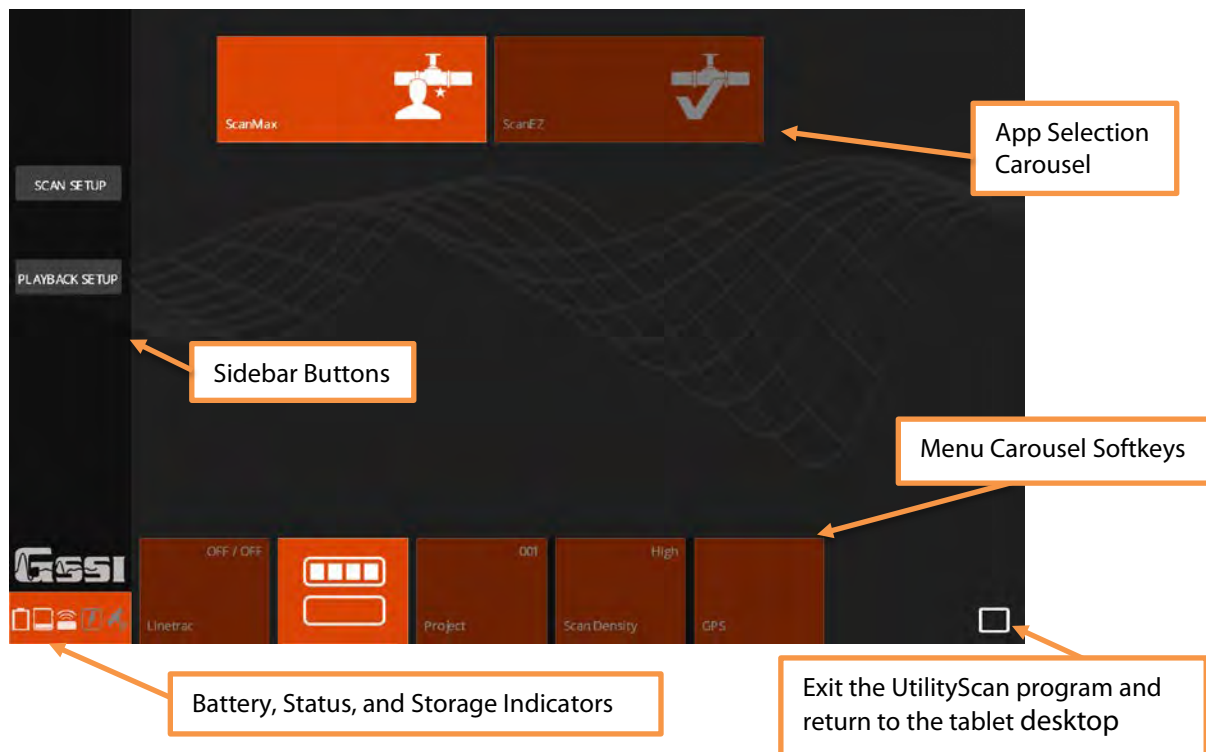 ScanMax
ScanEZ
App Selection
Carousel
SCAN SETUP
PLAYBACK SETUP
Sidebar Buttons
Menu Carousel Softkeys
GSSI
OFF / OFF
Linetrac
001
Project
High
Scan Density
GPS
Battery, Status, and Storage Indicators
Exit the UtilityScan program and
return to the tablet desktop